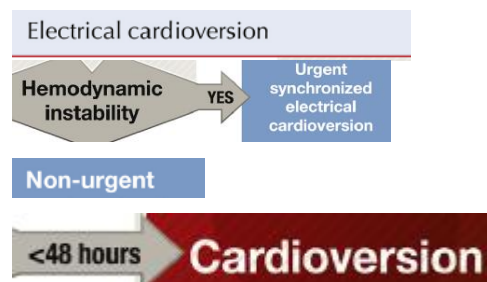 Electrical cardioversion
Hemodynamic
instability
YES
Urgent
synchronized
electrical
cardioversion
Non-urgent
<48 hours
Cardioversion